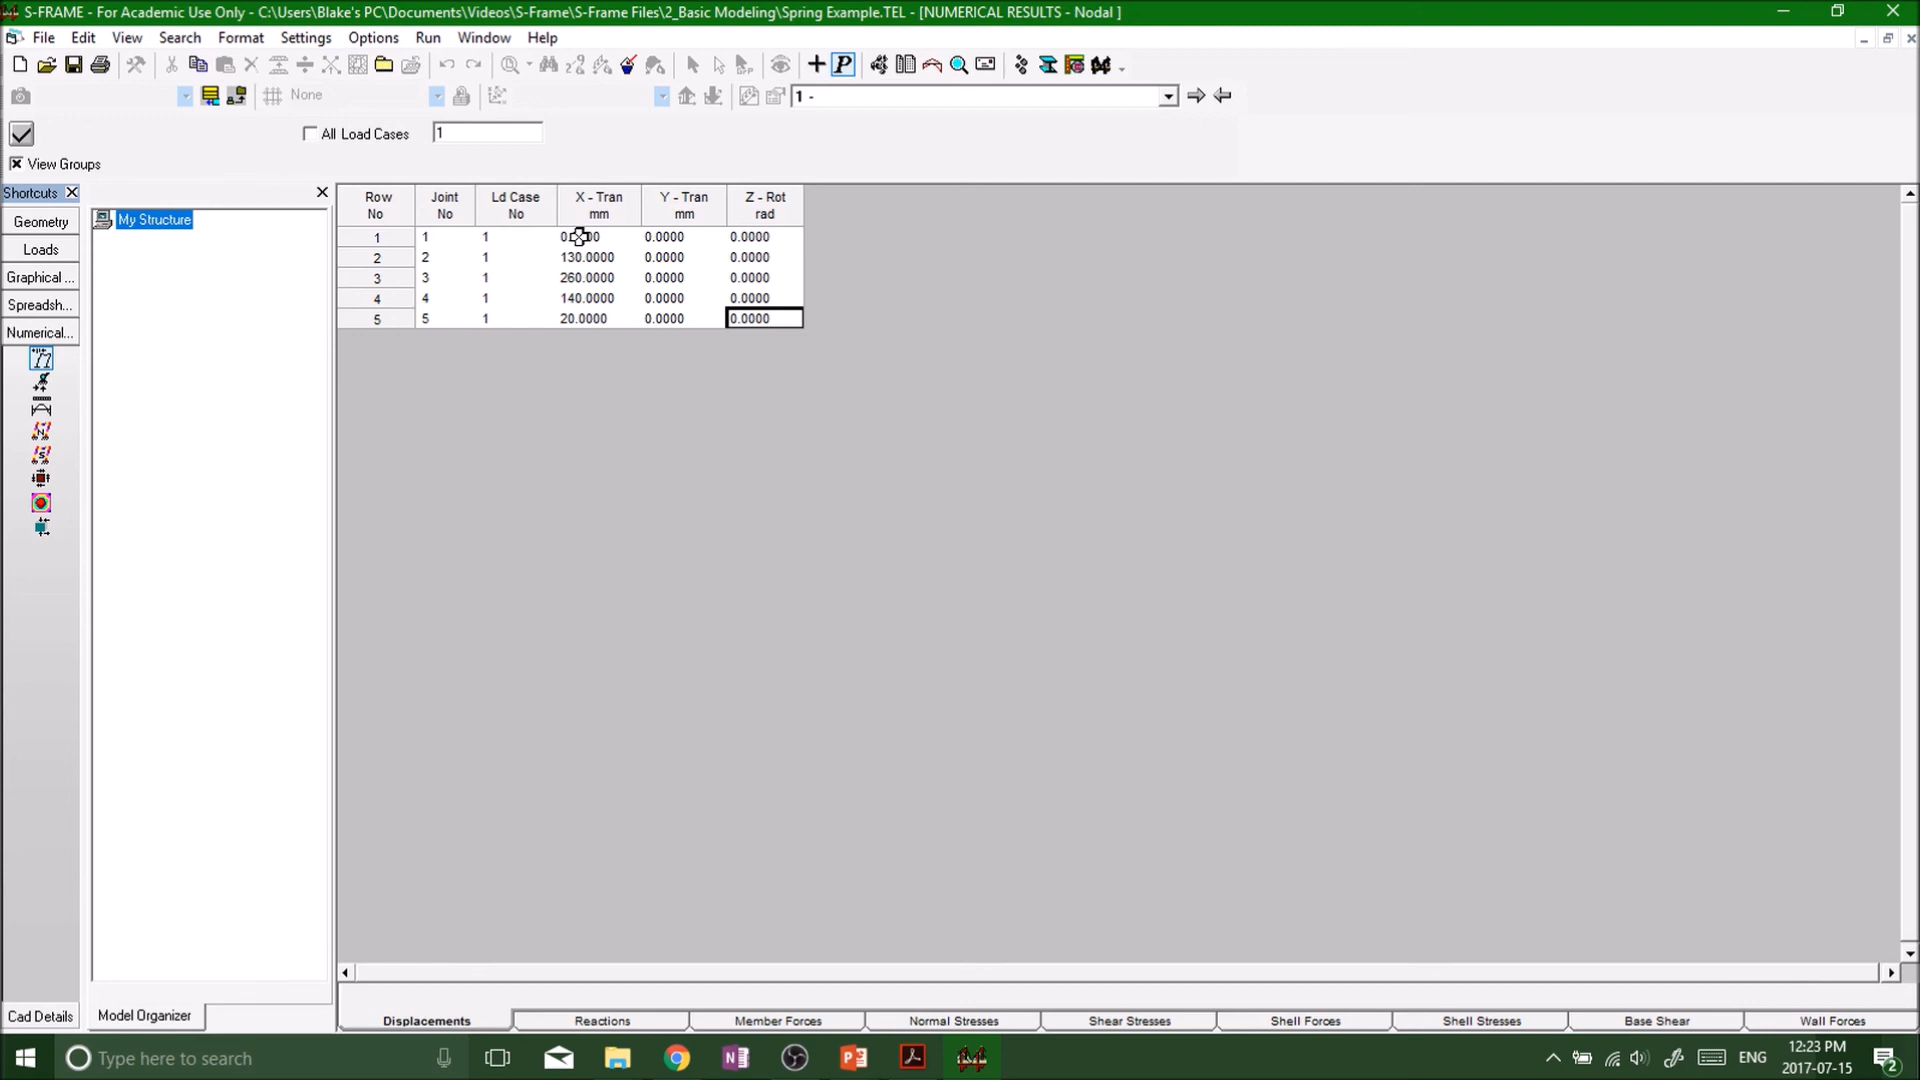 S-FRAME - For Academic Use Only - C:\Users\Blake's PC\Documents\Videos\S-Frame\S-Frame Files\2_Basic Modeling\Spring Example.TEL - [NUMERICAL RESULTS - Nodal ]
File Edit View Search Format Settings Options Run Window Help
None 1 -
All Load Cases 1
View Groups
Shortcuts
Geometry
Loads
Graphical ...
Spreadsh...
Numerical...
Cad Details
My Structure
Model Organizer
Row No Joint No Ld Case No X - Tran mm Y - Tran mm Z - Rot rad
1 1 1 0.0000 0.0000
2 2 1 130.0000 0.0000 0.0000
3 3 1 260.0000 0.0000 0.0000
4 4 1 140.0000 0.0000 0.0000
5 5 1 20.0000 0.0000 0.0000
Displacements Reactions Member Forces Normal Stresses Shear Stresses Shell Forces Shell Stresses Base Shear Wall Forces
Type here to search
ENG
12:23 PM
2017-07-15
2